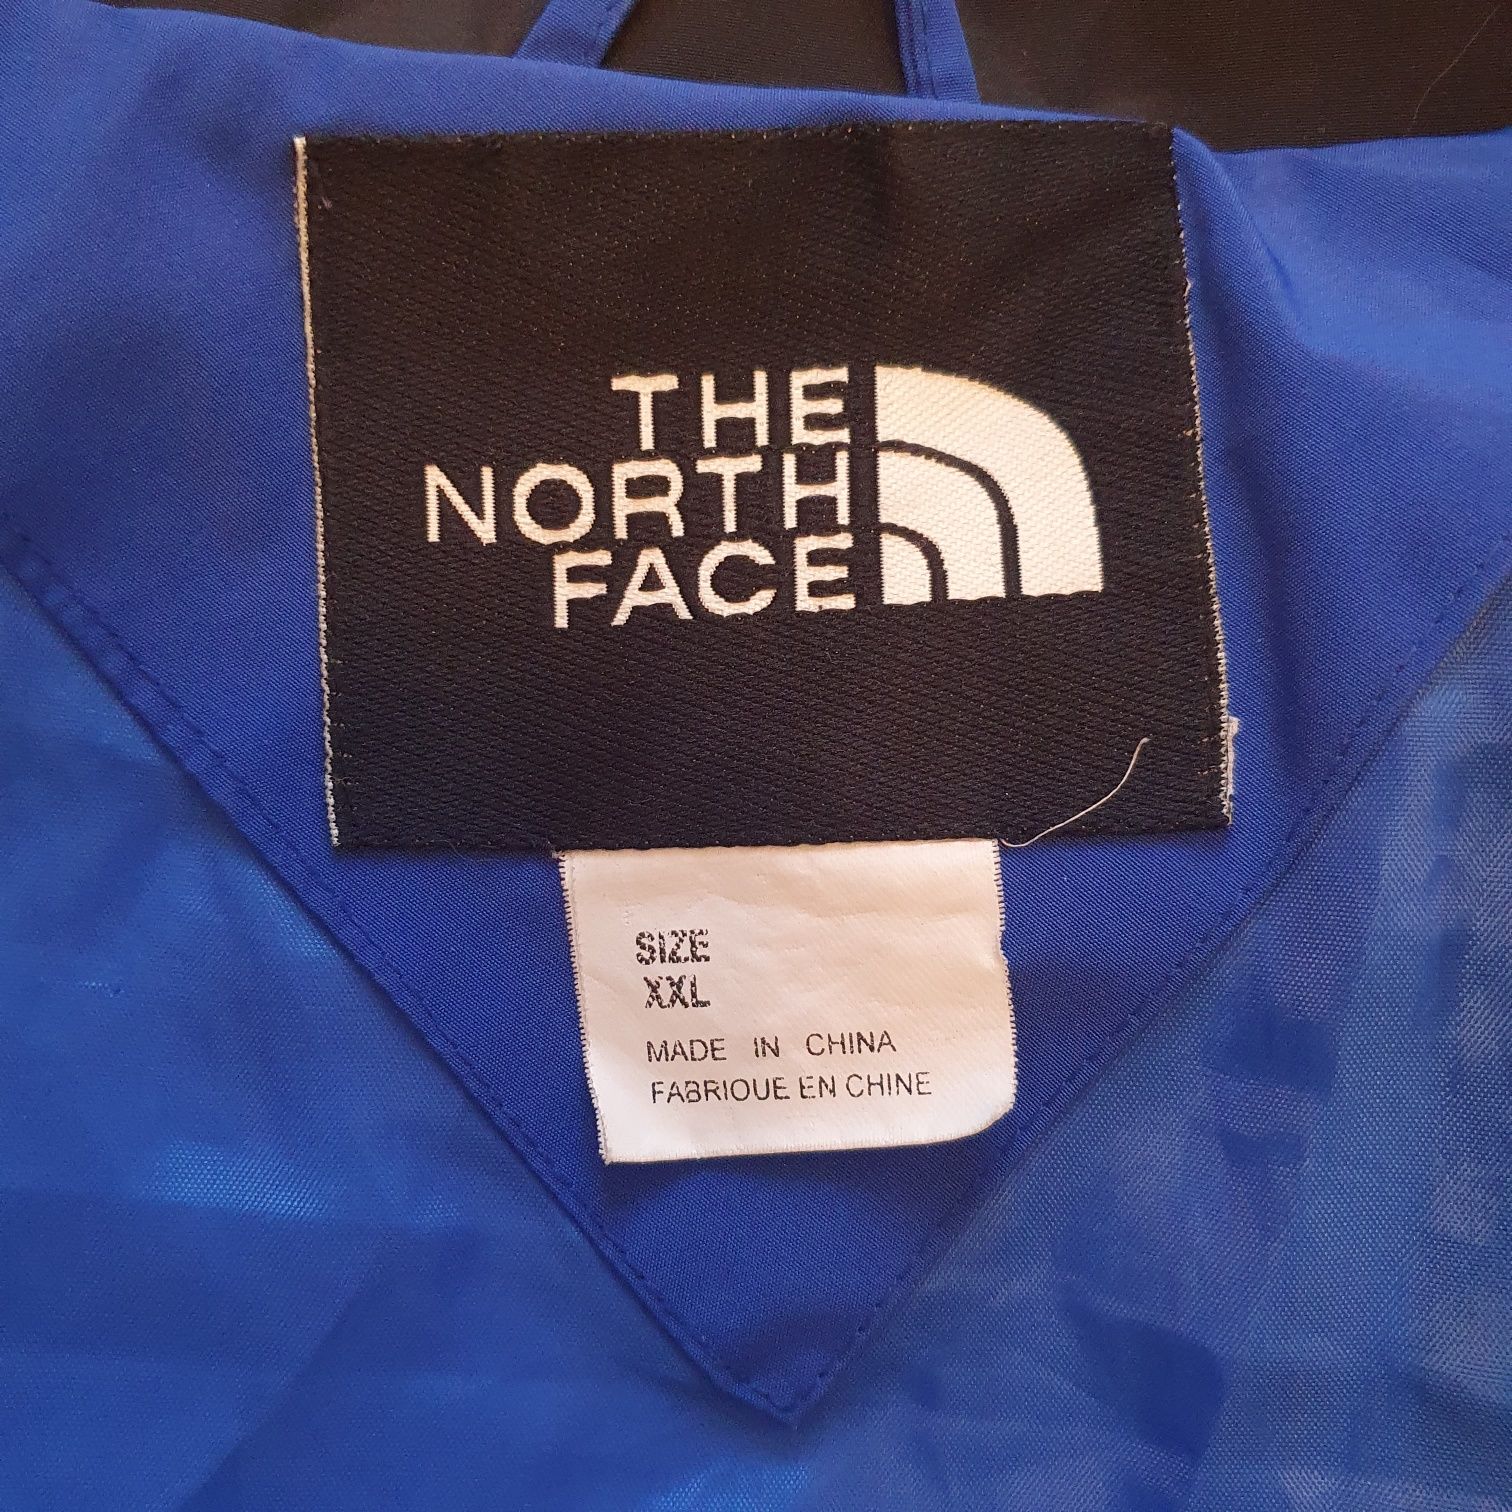 THE
NORTH
FACE
SIZE
XXL
MADE IN CHINA
FABRIOUE EN CHINE